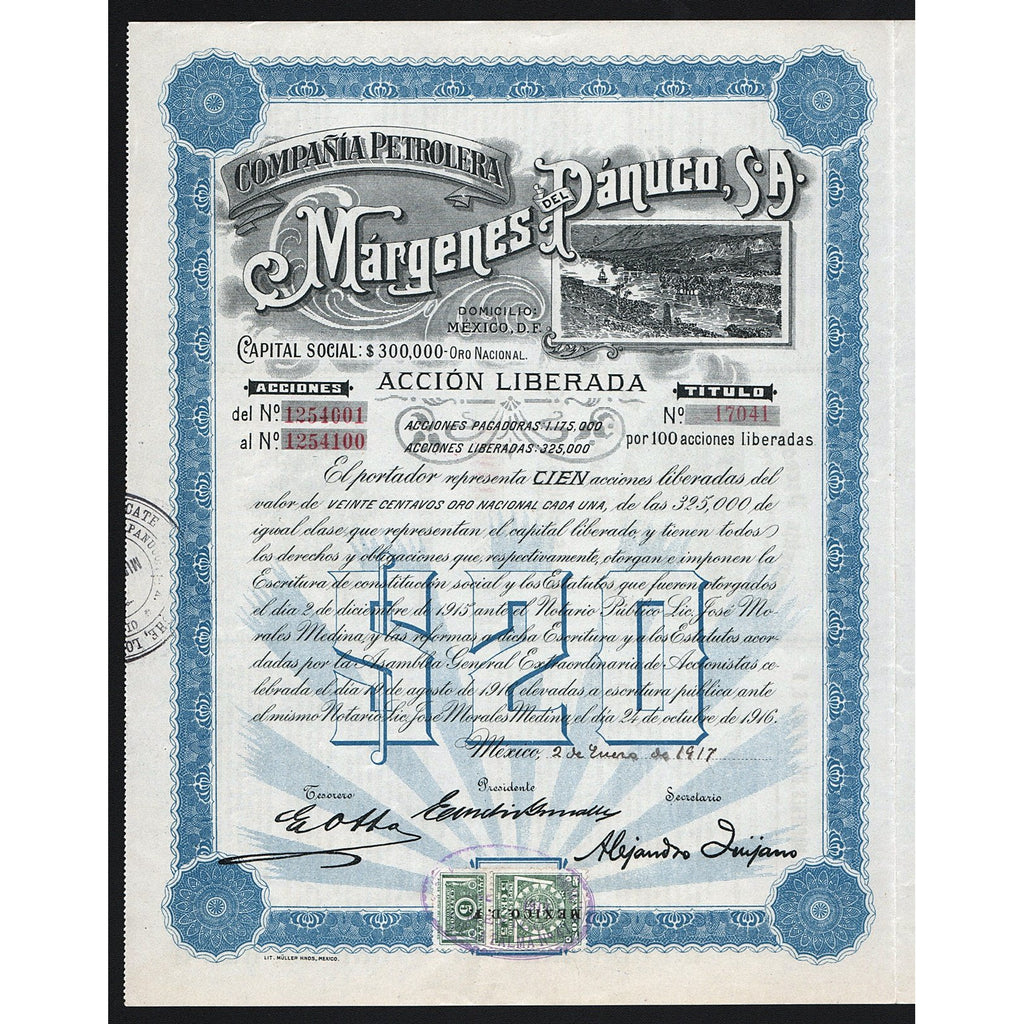 COMPAÑÍA PETROLERA
Márgenes DEL Pánuco, S.A.
DOMICILIO:
MEXICO, D.F.
CAPITAL SOCIAL: $300,000-ORO NACIONAL.
ACCIONES
ACCIÓN LIBERADA
TITULO
del Nº 1254001
Nº 17041
al Nº 1254100
ACCIONES PAGADORAS: 1.175,000
ACCIONES LIBERADAS: 325,000
por 100 acciones liberadas
El portador representa CIEN acciones liberadas del
valor de VEINTE CENTAVOS ORO NACIONAL CADA UNA, de las 325,000 de
igual clase que representan el capital liberado y tienen todos
los derechos y obligaciones que, respectivamente, otorgan e imponen la
Escritura de constitución social y los Estatutos que fueron otorgados
el día 2 de diciembre de 1915 ante el Notario Público Lic. José Mo-
rales Medina, y las reformas a dicha Escritura y a los Estatutos acor-
dadas por la Asamblea General Extraordinaria de Accionistas ce-
lebrada el día de agosto de 1916 elevadas a escritura pública ante
el mismo Notario Lic. José Morales Medina, el día 24 de octubre de 1916.
$20
México, 2 de Enero de 1917
Tesorero
Presidente
Secretario
Alejandro Quijano
MEXICO D.F.
5
LIT. MÜLLER HNOS., MEXICO.